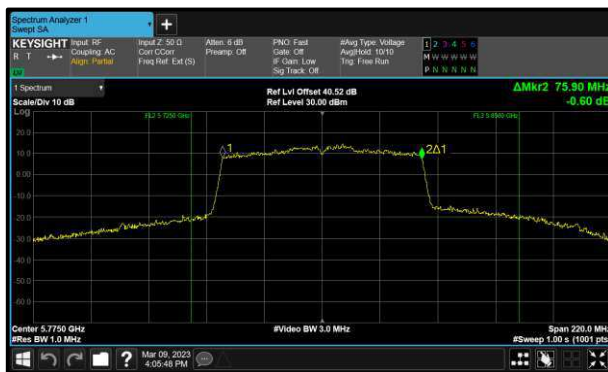 Spectrum Analyzer 1
Swept SA
+
KEYSIGHT
R T
Input: RF
Coupling: AC
Align: Partial
Input Z: 50 Ω
Corr CCorr
Freq Ref: Ext (S)
Atten: 6 dB
Preamp: Off
PNO: Fast
Gate: Off
IF Gain: Low
Sig Track: Off
#Avg Type: Voltage
Avg|Hold: 10/10
Trig: Free Run
1 2 3 4 5 6
M W W W W W
P N N N N N
1 Spectrum
Scale/Div 10 dB
Ref Lvl Offset 40.52 dB
Ref Level 30.00 dBm
ΔMkr2 75.90 MHz
-0.60 dB
Log
20.0
10.0
0.00
-10.0
-20.0
-30.0
-40.0
-50.0
-60.0
1
2Δ1
Center 5.7750 GHz
#Res BW 1.0 MHz
#Video BW 3.0 MHz
Span 220.0 MHz
#Sweep 1.00 s (1001 pts)
Mar 09, 2023
4:05:48 PM